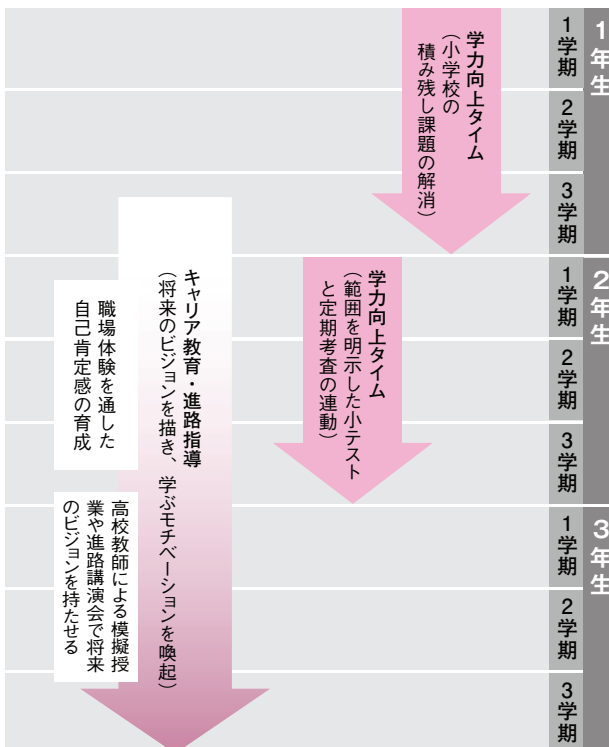 1年生
1学期
2学期
3学期
2年生
1学期
2学期
3学期
3年生
1学期
2学期
3学期
学力向上タイム
（小学校の
積み残し課題の解消）
学力向上タイム
（範囲を明示した小テスト
と定期考査の連動）
キャリア教育・進路指導
（将来のビジョンを描き、学ぶモチベーションを喚起）
職場体験を通した
自己肯定感の育成
高校教師による模擬授
業や進路講演会で将来
のビジョンを持たせる